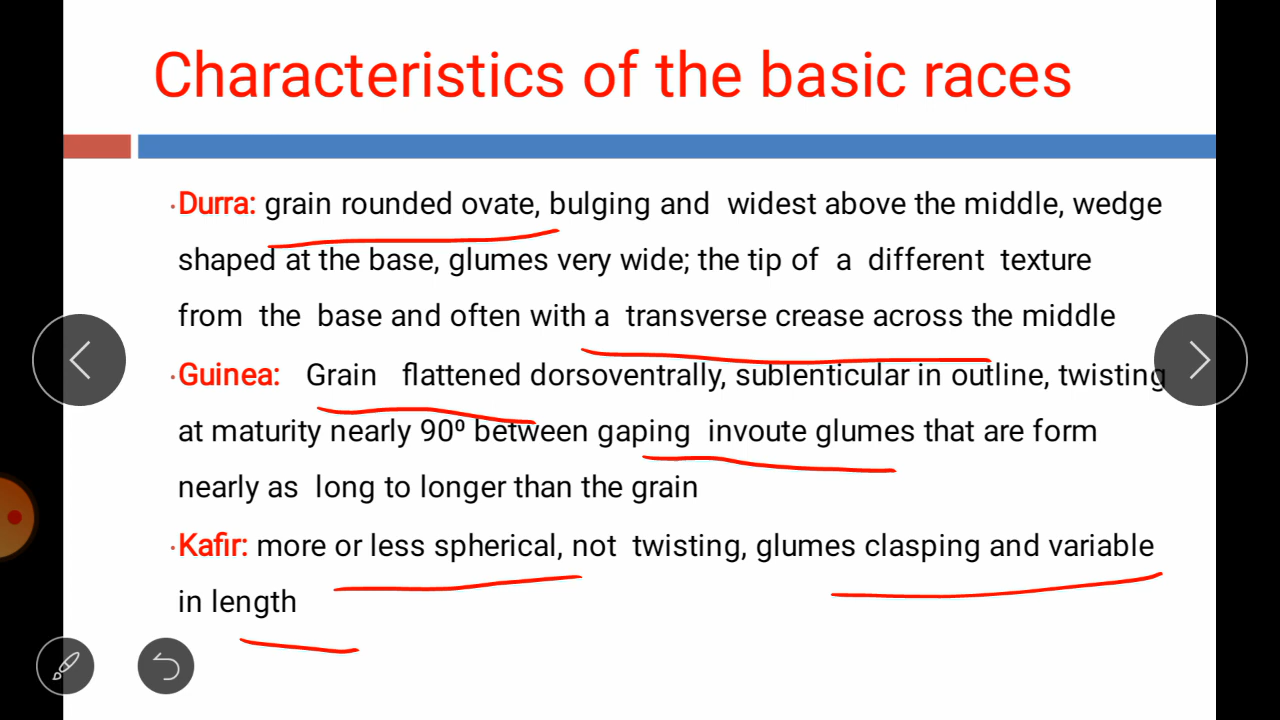 Characteristics of the basic races
·Durra: grain rounded ovate, bulging and widest above the middle, wedge
shaped at the base, glumes very wide; the tip of a different texture
from the base and often with a transverse crease across the middle
·Guinea: Grain flattened dorsoventrally, sublenticular in outline, twisting
at maturity nearly 90º between gaping invoute glumes that are form
nearly as long to longer than the grain
·Kafir: more or less spherical, not twisting, glumes clasping and variable
in length